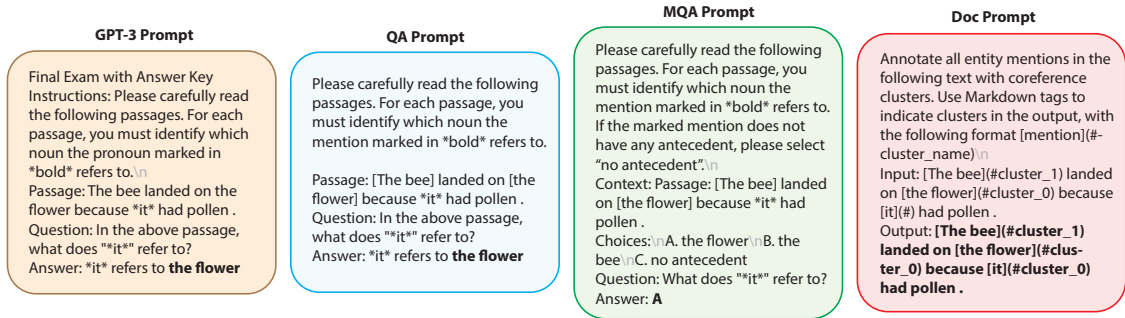 GPT-3 Prompt
Final Exam with Answer Key
Instructions: Please carefully read
the following passages. For each
passage, you must identify which
noun the pronoun marked in
*bold* refers to.\n
Passage: The bee landed on the
flower because *it* had pollen .
Question: In the above passage,
what does "*it*" refer to?
Answer: *it* refers to the flower
QA Prompt
Please carefully read the following
passages. For each passage, you
must identify which noun the
mention marked in *bold* refers to.
Passage: [The bee] landed on [the
flower] because *it* had pollen .
Question: In the above passage,
what does "*it*" refer to?
Answer: *it* refers to the flower
MQA Prompt
Please carefully read the following
passages. For each passage, you
must identify which noun the
mention marked in *bold* refers to.
If the marked mention does not
have any antecedent, please select
“no antecedent”.\n
Context: Passage: [The bee] landed
on [the flower] because *it* had
pollen .
Choices:\nA. the flower\nB. the
bee\nC. no antecedent
Question: What does "*it*" refer to?
Answer: A
Doc Prompt
Annotate all entity mentions in the
following text with coreference
clusters. Use Markdown tags to
indicate clusters in the output, with
the following format [mention](#-
cluster_name)\n
Input: [The bee](#cluster_1) landed
on [the flower](#cluster_0) because
[it](#) had pollen .
Output: [The bee](#cluster_1)
landed on [the flower](#clus-
ter_0) because [it](#cluster_0)
had pollen .